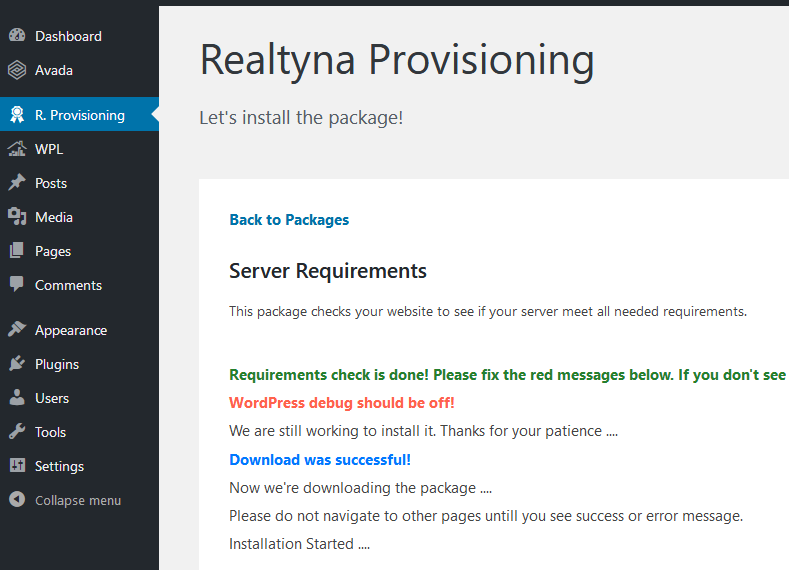 Dashboard
Avada
R. Provisioning
WPL
Posts
Media
Pages
Comments
Appearance
Plugins
Users
Tools
Settings
Collapse menu
Realtyna Provisioning
Let's install the package!
Back to Packages
Server Requirements
This package checks your website to see if your server meet all needed requirements.
Requirements check is done! Please fix the red messages below. If you don't see
WordPress debug should be off!
We are still working to install it. Thanks for your patience ....
Download was successful!
Now we're downloading the package ....
Please do not navigate to other pages untill you see success or error message.
Installation Started ....